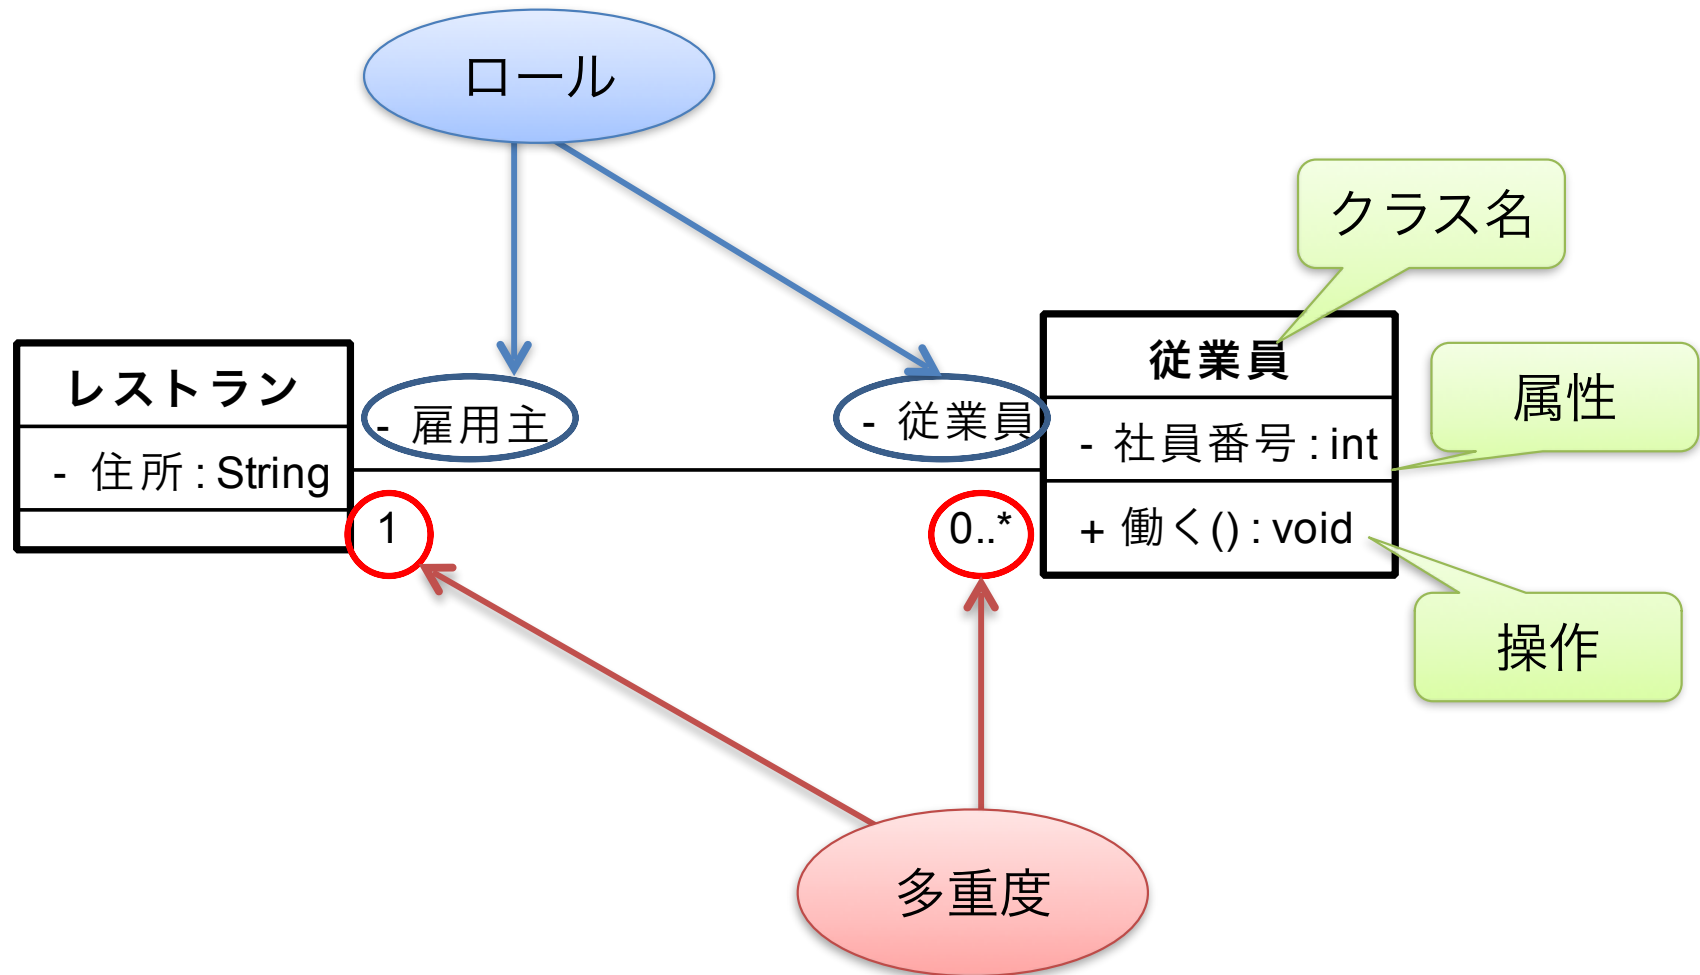 ロール
クラス名
レストラン
- 住所 : String
- 雇用主
- 従業員
1
0..*
従業員
- 社員番号 : int
+ 働く() : void
属性
操作
多重度